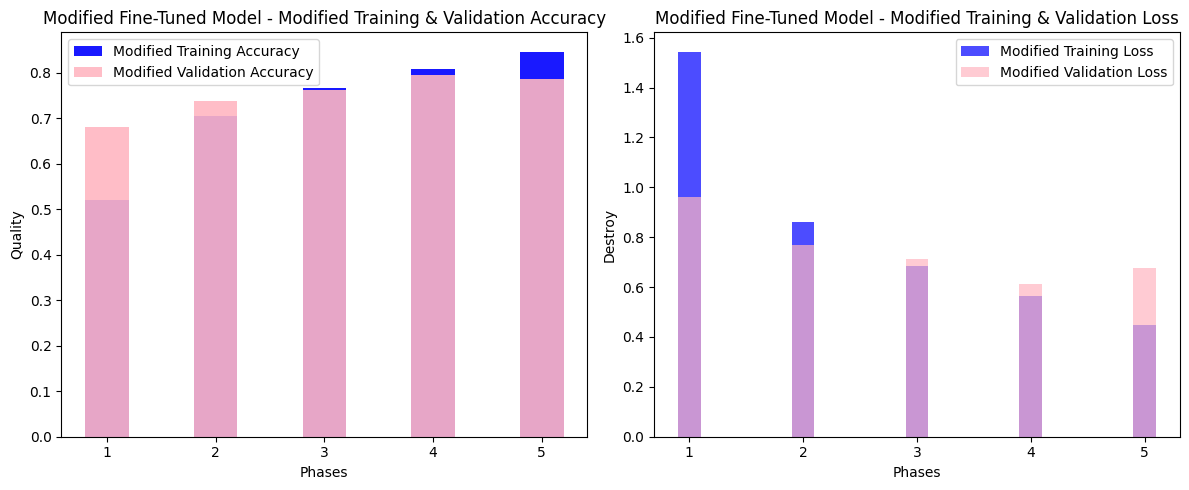 Modified Fine-Tuned Model - Modified Training & Validation Accuracy
Modified Training Accuracy
Modified Validation Accuracy
0.8
0.7
0.6
0.5
0.4
0.3
0.2
0.1
0.0
Quality
1 2 3 4 5
Phases
Modified Fine-Tuned Model - Modified Training & Validation Loss
Modified Training Loss
Modified Validation Loss
1.6
1.4
1.2
1.0
0.8
0.6
0.4
0.2
0.0
Destroy
1 2 3 4 5
Phases